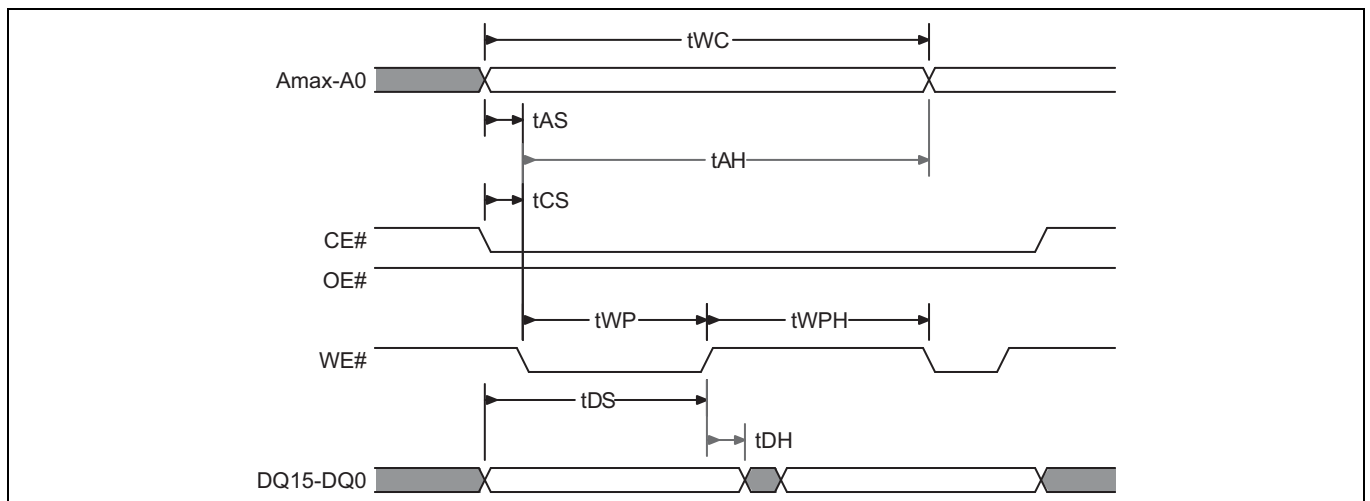 tWC
Amax-A0
tAS
tAH
tCS
CE#
OE#
tWP
tWPH
WE#
tDS
tDH
DQ15-DQ0